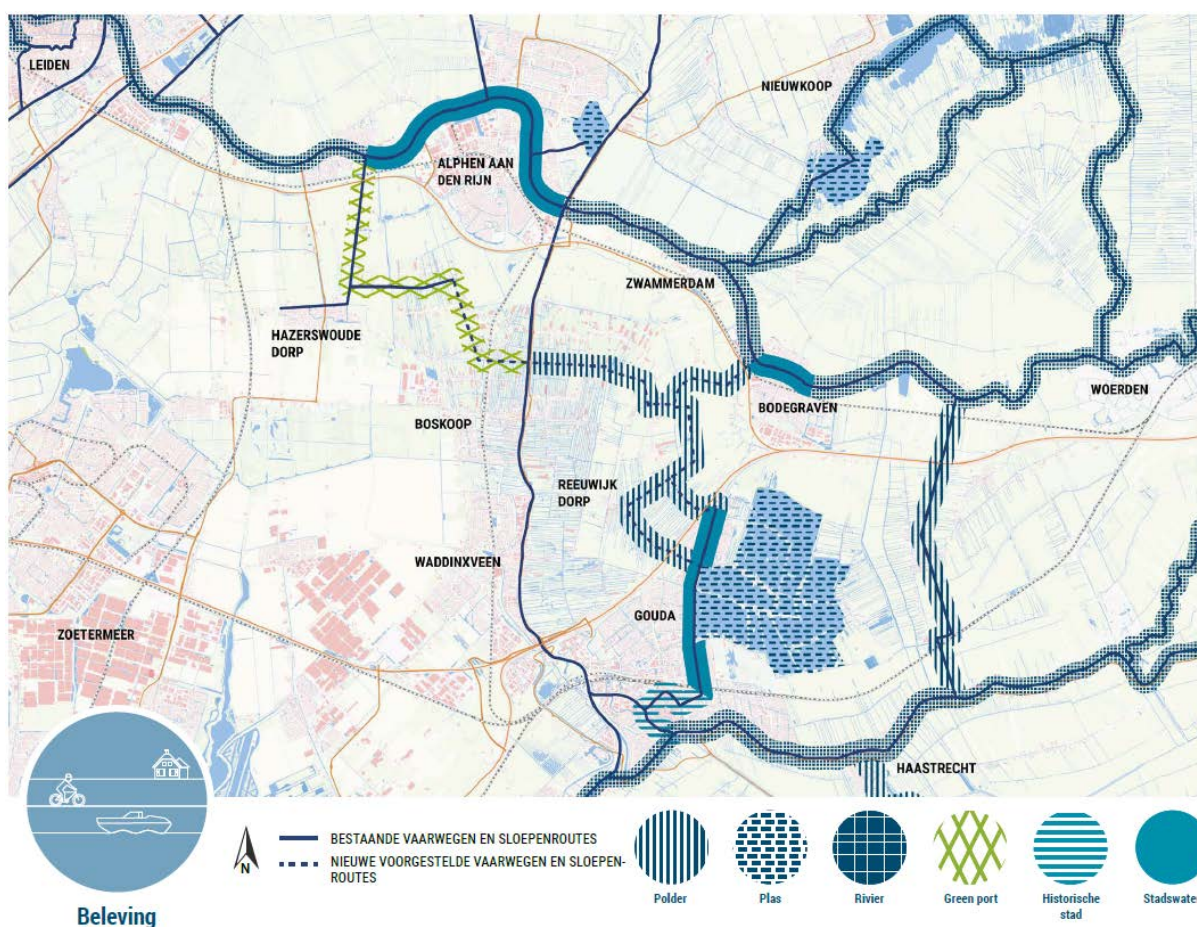 LEIDEN
NIEUWKOOP
ALPHEN AAN
DEN RIJN
ZWAMMERDAM
HAZERSWOUDE
DORP
WOERDEN
BODEGRAVEN
BOSKOOP
REEUWIJK
DORP
WADDINXVEEN
GOUDA
ZOETERMEER
HAASTRECHT
BESTAANDE VAARWEGEN EN SLOEPENROUTES
NIEUWE VOORGESTELDE VAARWEGEN EN SLOEPEN-
ROUTES
N
Polder
Plas
Rivier
Green port
Historische
stad
Stadswater
Beleving